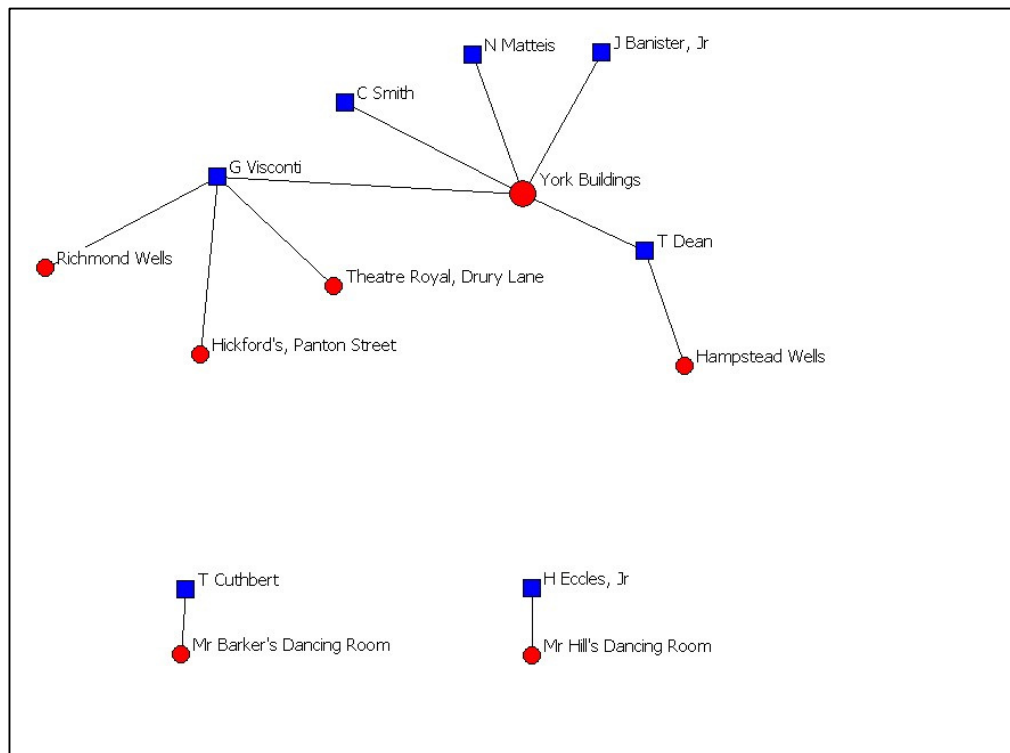 N Matteis
J Banister, Jr
C Smith
G Visconti
York Buildings
T Dean
Richmond Wells
Theatre Royal, Drury Lane
Hickford's, Panton Street
Hampstead Wells
T Cuthbert
H Eccles, Jr
Mr Barker's Dancing Room
Mr Hill's Dancing Room